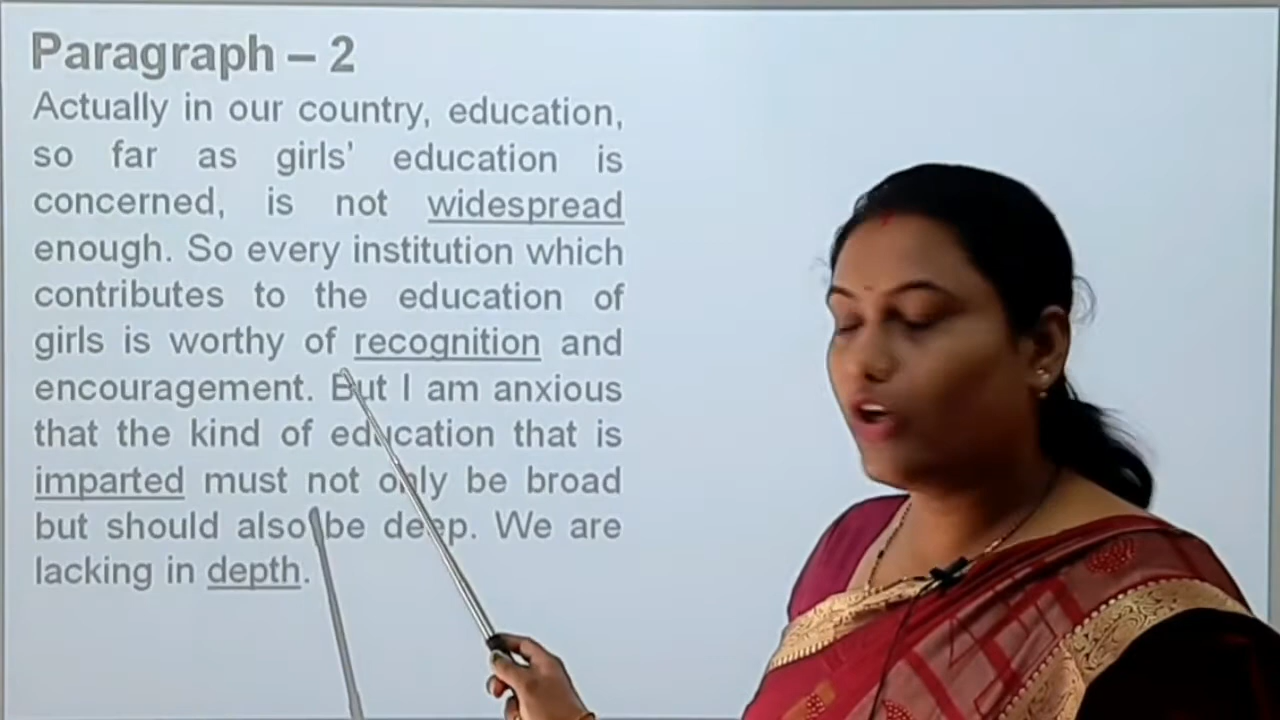 Paragraph – 2
Actually in our country, education,
so far as girls' education is
concerned, is not widespread
enough. So every institution which
contributes to the education of
girls is worthy of recognition and
encouragement. But I am anxious
that the kind of education that is
imparted must not only be broad
but should also be deep. We are
lacking in depth.